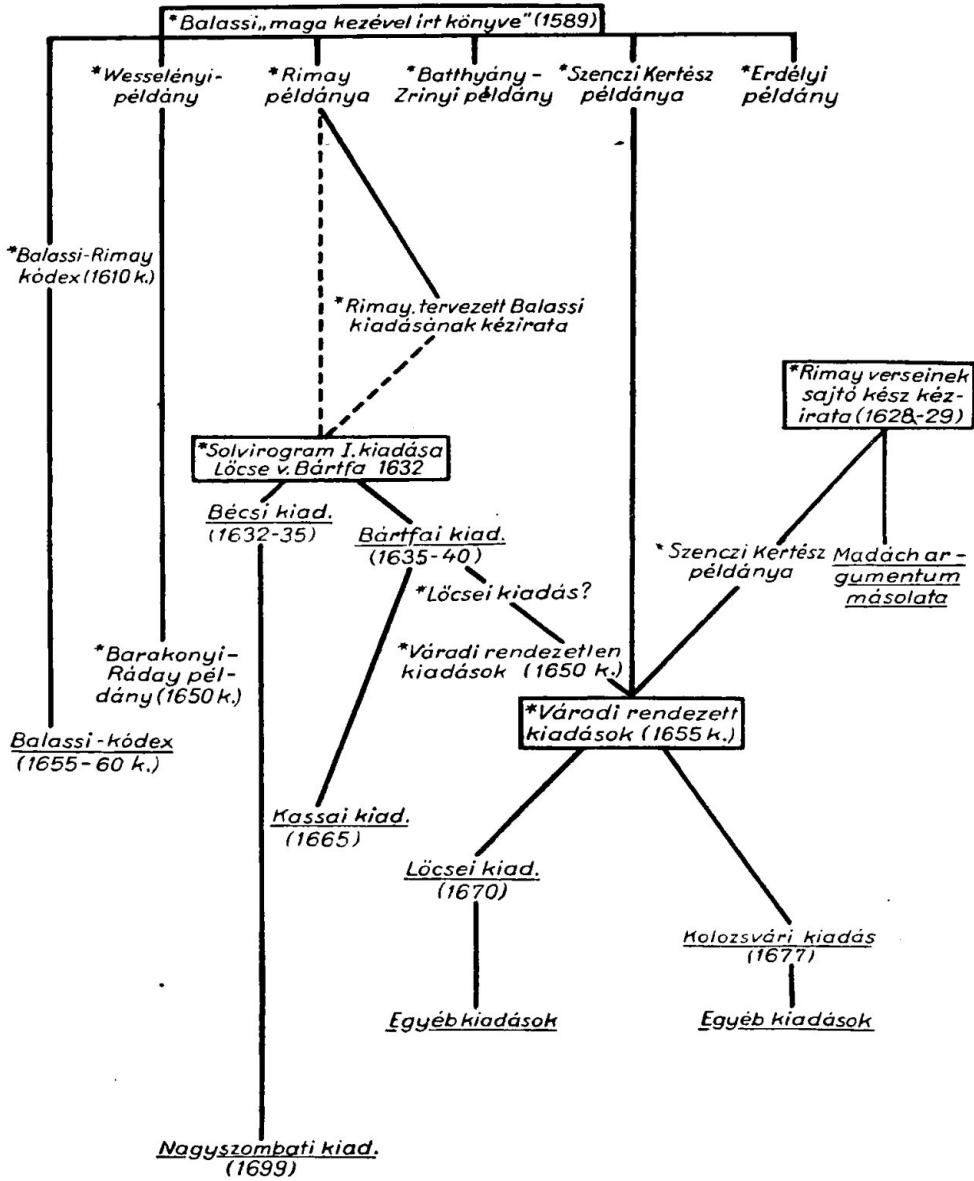 *Balassi „maga kezével irt könyve" (1589)
*Wesselényi-
példány
*Rimay
példánya
*Batthyány-
Zrinyi példány
*Szenczi Kertész
példánya
*Erdélyi
példány
*Balassi-Rimay
kódex (1610 k.)
*Rimay. tervezett Balassi
kiadásának kézirata
*Rimay verseinek
sajtó kész kéz-
irata (1628-29)
*Solvirogram I. kiadása
Löcse v. Bártfa 1632
Bécsi kiad.
(1632-35)
Bártfai kiad.
(1635-40)
*Szenczi Kertész
példánya
Madách ar-
gumentum
másolata
*Löcsei kiadás?
*Barakonyi-
Ráday pél-
dány (1650 k.)
*Váradi rendezetlen
kiadások (1650 k.)
*Váradi rendezett
kiadások (1655 k.)
Balassi-kódex
(1655-60 k.)
Kassai kiad.
(1665)
Löcsei kiad.
(1670)
Kolozsvári kiadás
(1677)
Egyéb kiadások
Egyéb kiadások
Nagyszombati kiad.
(1699)